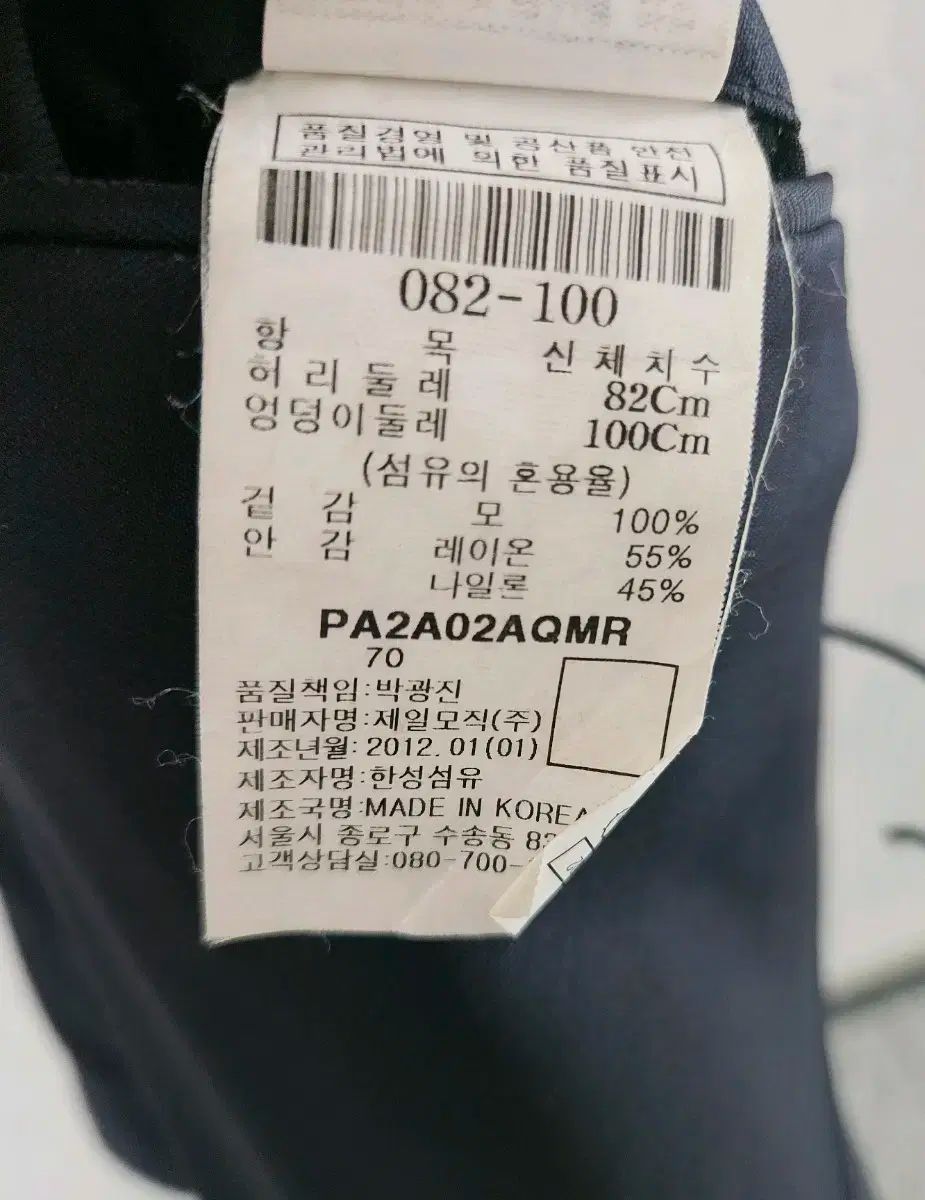 품질경영 및 공산품 안전
관리법에 의한 품질표시
082-100
항 목 신체치수
허리둘레 82Cm
엉덩이둘레 100Cm
(섬유의 혼용율)
겉감 모 100%
안감 레이온 55%
나일론 45%
PA2A02AQMR
70
품질책임:박광진
판매자명:제일모직(주)
제조년월: 2012. 01(01)
제조자명:한성섬유
제조국명:MADE IN KOREA
서울시 종로구 수송동
고객상담실:080-700-